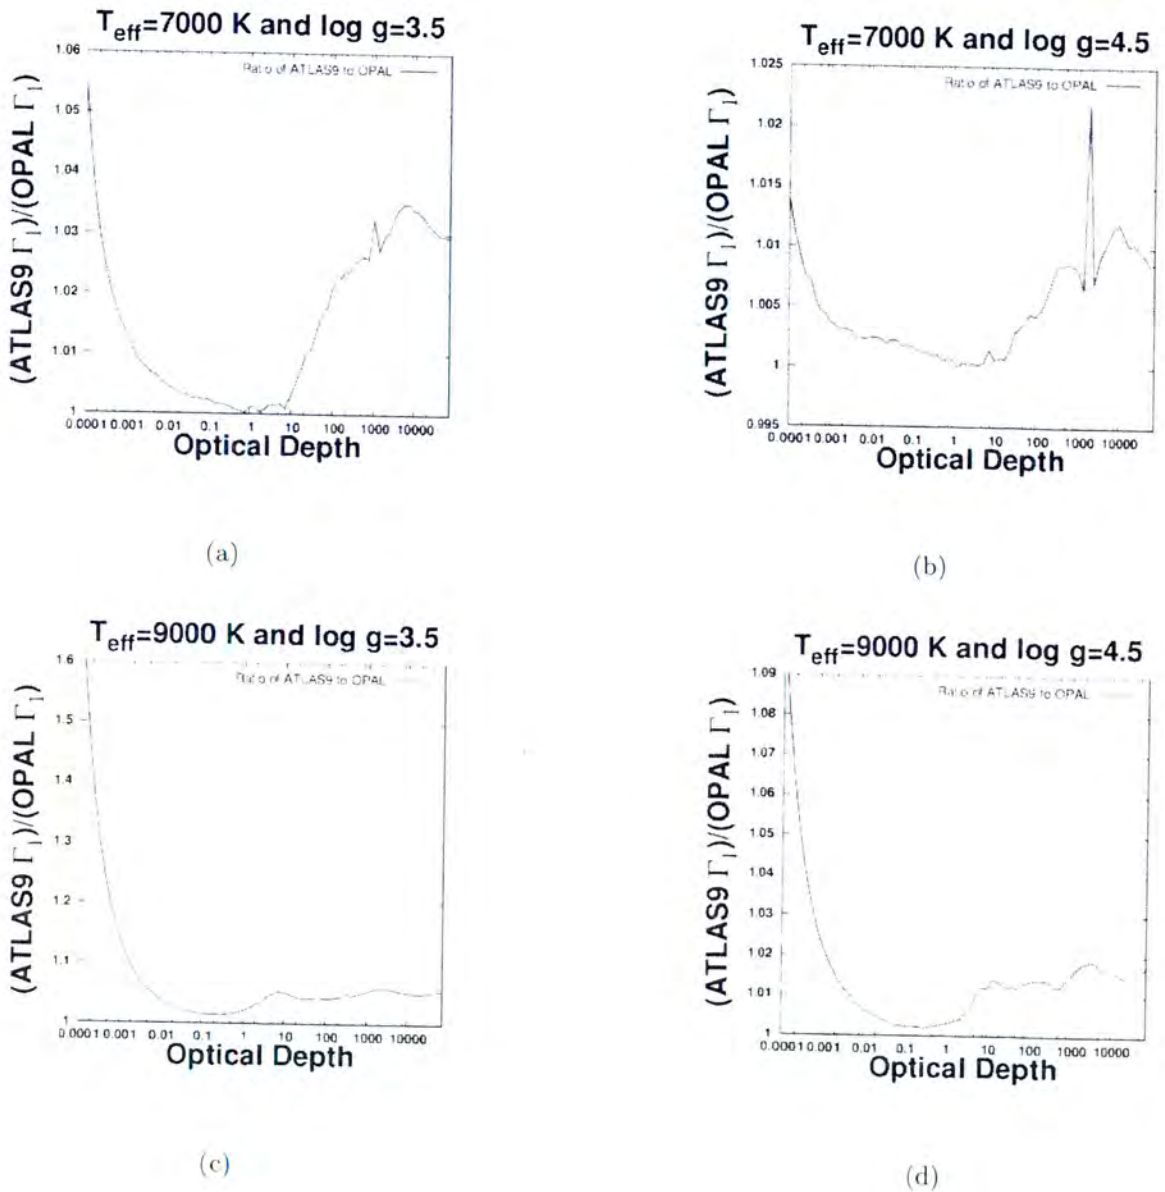 T_eff=7000 K and log g=3.5
(ATLAS9 Γ_1)/(OPAL Γ_1)
1.06
1.05
1.04
1.03
1.02
1.01
1
Ratio of ATLAS9 to OPAL
0.0001 0.001 0.01 0.1 1 10 100 1000 10000
Optical Depth
(a)
T_eff=7000 K and log g=4.5
(ATLAS9 Γ_1)/(OPAL Γ_1)
1.025
1.02
1.015
1.01
1.005
1
0.995
Ratio of ATLAS9 to OPAL
0.0001 0.001 0.01 0.1 1 10 100 1000 10000
Optical Depth
(b)
T_eff=9000 K and log g=3.5
(ATLAS9 Γ_1)/(OPAL Γ_1)
1.6
1.5
1.4
1.3
1.2
1.1
1
Ratio of ATLAS9 to OPAL
0.0001 0.001 0.01 0.1 1 10 100 1000 10000
Optical Depth
(c)
T_eff=9000 K and log g=4.5
(ATLAS9 Γ_1)/(OPAL Γ_1)
1.09
1.08
1.07
1.06
1.05
1.04
1.03
1.02
1.01
1
Ratio of ATLAS9 to OPAL
0.0001 0.001 0.01 0.1 1 10 100 1000 10000
Optical Depth
(d)